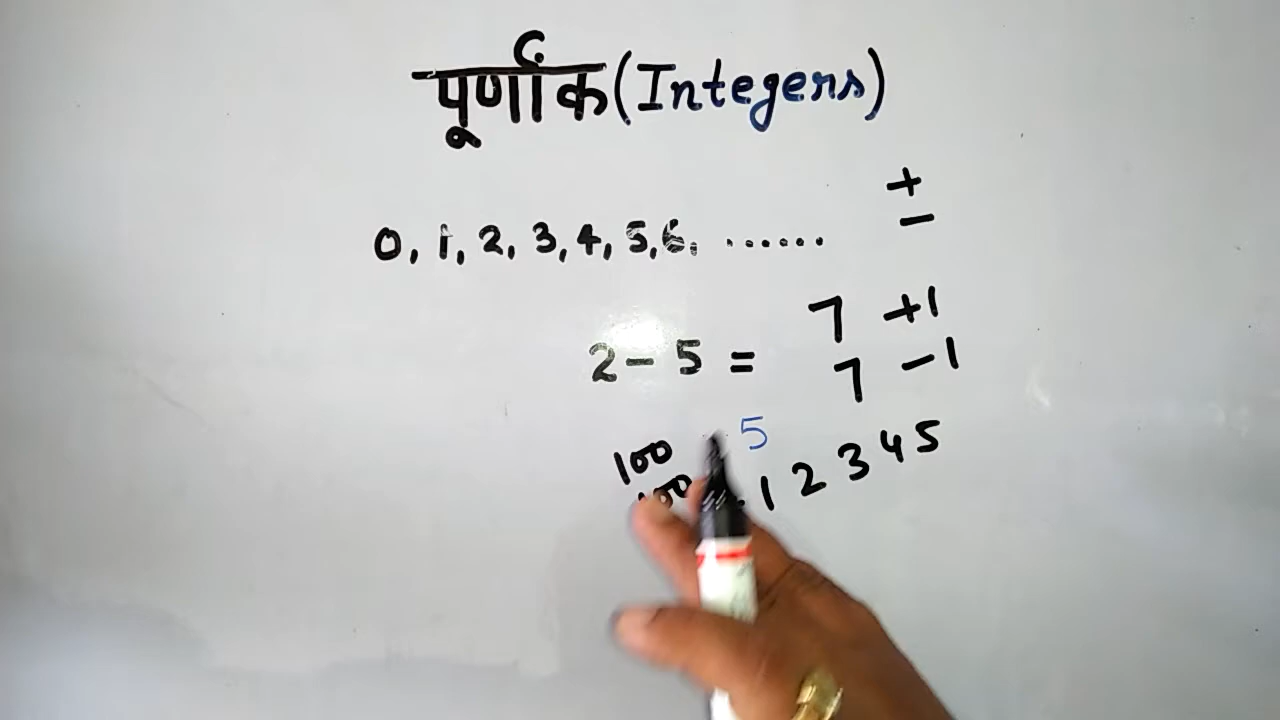 पूर्णांक (Integers)
+
−
0, 1, 2, 3, 4, 5, 6, ......
7 +1
2 − 5 =
7 −1
5
100
1 2 3 4 5
100